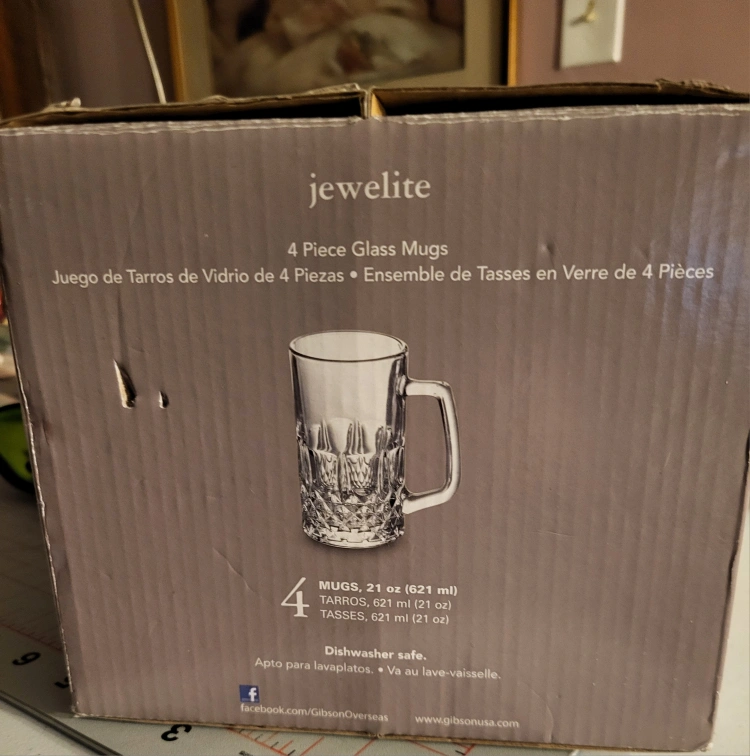 jewelite
4 Piece Glass Mugs
Juego de Tarros de Vidrio de 4 Piezas • Ensemble de Tasses en Verre de 4 Pièces
4
MUGS, 21 oz (621 ml)
TARROS, 621 ml (21 oz)
TASSES, 621 ml (21 oz)
Dishwasher safe.
Apto para lavaplatos. • Va au lave-vaisselle.
f
facebook.com/GibsonOverseas www.gibsonusa.com
9
3